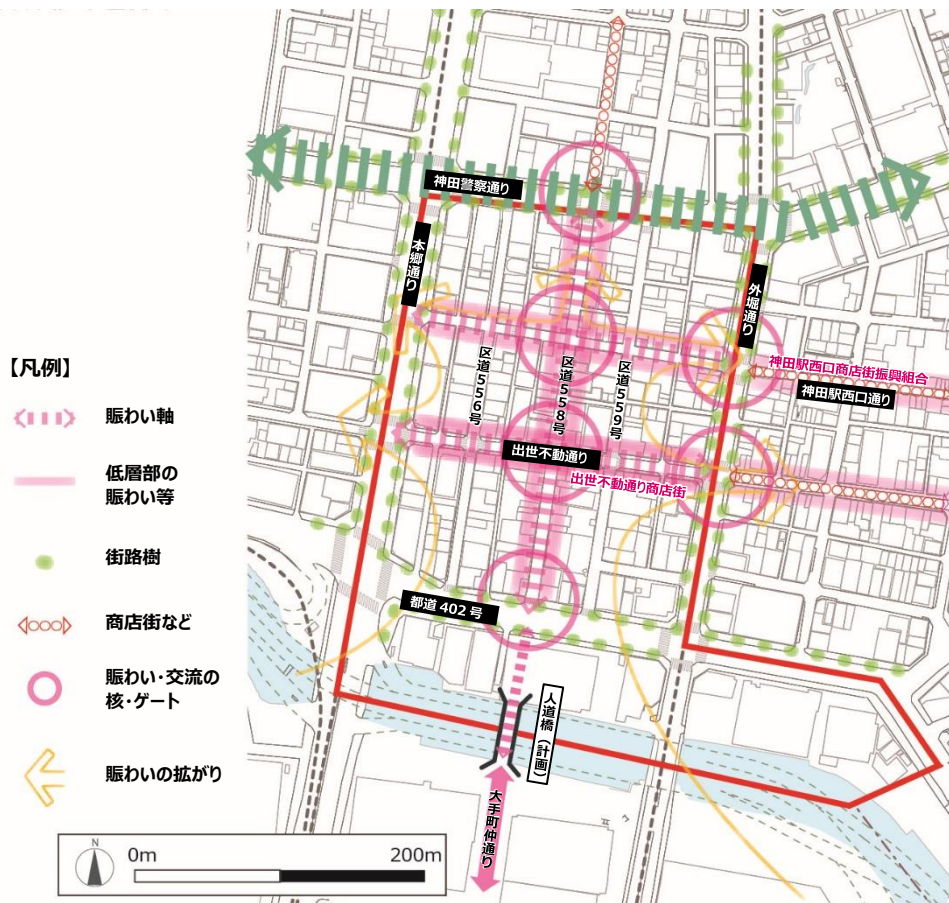 神田警察通り
本郷通り
外堀通り
神田駅西口商店街振興組合
神田駅西口通り
【凡例】
賑わい軸
低層部の
賑わい等
街路樹
商店街など
賑わい・交流の
核・ゲート
賑わいの拡がり
区道556号
区道558号
区道559号
出世不動通り
出世不動通り商店街
都道402号
人道橋（計画）
大手町仲通り
N
0m
200m